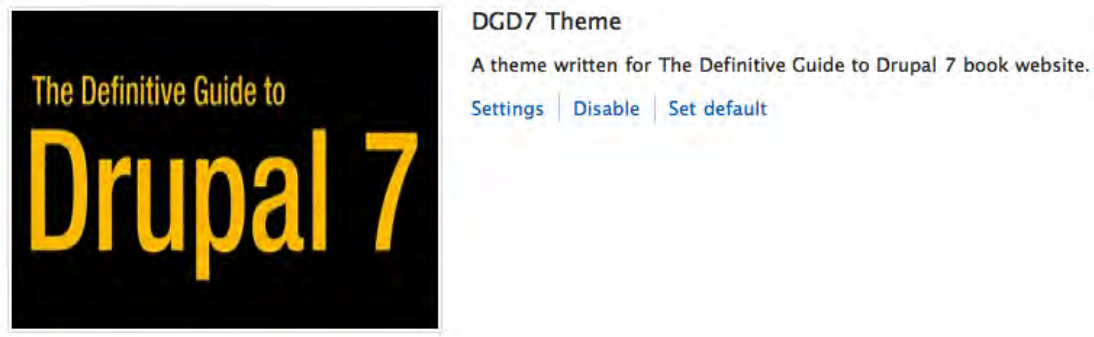 The Definitive Guide to
Drupal 7
DGD7 Theme
A theme written for The Definitive Guide to Drupal 7 book website.
Settings Disable Set default